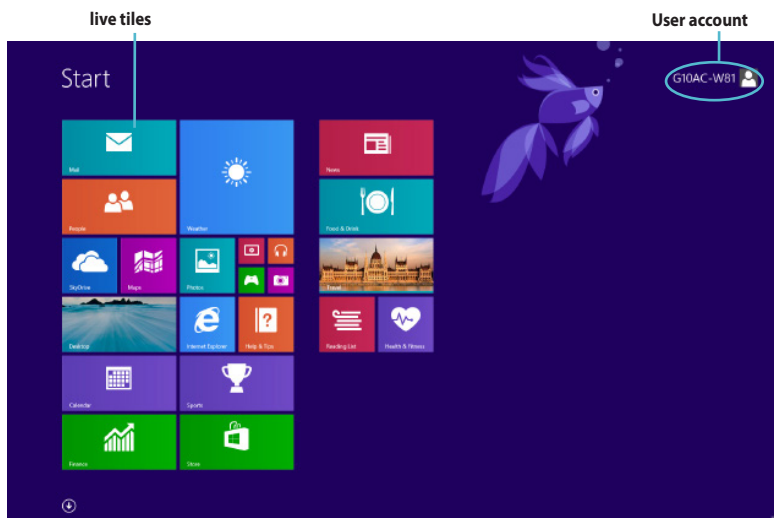 live tiles
User account
Start
G10AC-W81
Mail
People
Weather
SkyDrive
Maps
Photos
Desktop
Internet Explorer
Help & Tips
Calendar
Sports
Finance
Store
News
Food & Drink
Travel
Reading List
Health & Fitness